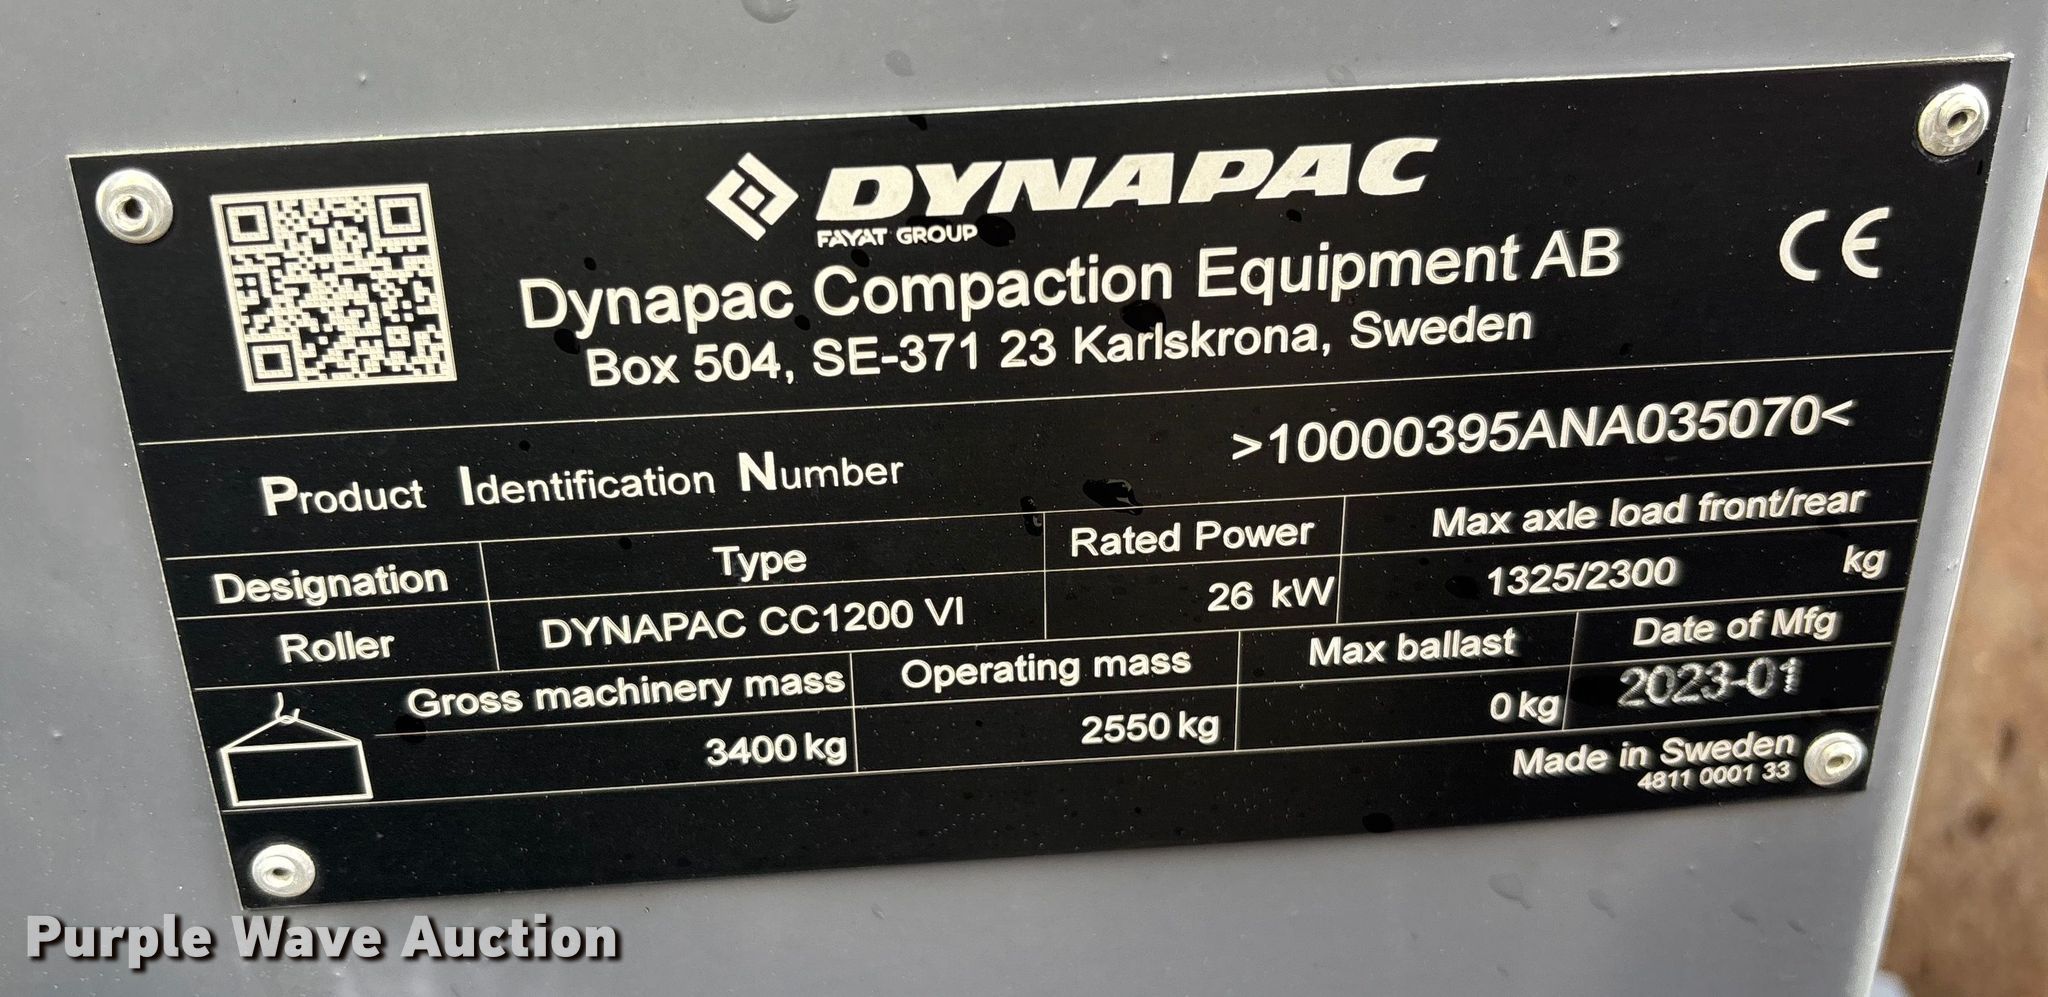 DYNAPAC
FAYAT GROUP
Dynapac Compaction Equipment AB
Box 504, SE-371 23 Karlskrona, Sweden
CE
Product Identification Number >10000395ANA035070<
Designation Type Rated Power Max axle load front/rear
Roller DYNAPAC CC1200 VI 26 kW 1325/2300 kg
Gross machinery mass Operating mass Max ballast Date of Mfg
3400 kg 2550 kg 0 kg 2023-01
Made in Sweden
4811 0001 33
Purple Wave Auction